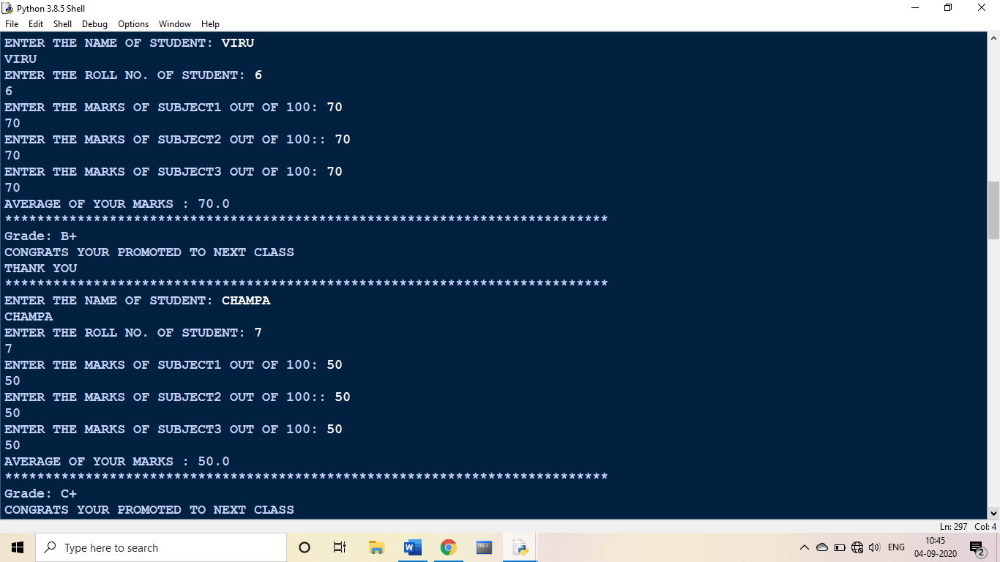 Python 3.8.5 Shell
File Edit Shell Debug Options Window Help
ENTER THE NAME OF STUDENT: VIRU
VIRU
ENTER THE ROLL NO. OF STUDENT: 6
6
ENTER THE MARKS OF SUBJECT1 OUT OF 100: 70
70
ENTER THE MARKS OF SUBJECT2 OUT OF 100:: 70
70
ENTER THE MARKS OF SUBJECT3 OUT OF 100: 70
70
AVERAGE OF YOUR MARKS : 70.0
***************************************************************************
Grade: B+
CONGRATS YOUR PROMOTED TO NEXT CLASS
THANK YOU
***************************************************************************
ENTER THE NAME OF STUDENT: CHAMPA
CHAMPA
ENTER THE ROLL NO. OF STUDENT: 7
7
ENTER THE MARKS OF SUBJECT1 OUT OF 100: 50
50
ENTER THE MARKS OF SUBJECT2 OUT OF 100:: 50
50
ENTER THE MARKS OF SUBJECT3 OUT OF 100: 50
50
AVERAGE OF YOUR MARKS : 50.0
***************************************************************************
Grade: C+
CONGRATS YOUR PROMOTED TO NEXT CLASS
Ln: 297 Col: 4
Type here to search
W
SQL>
ENG
10:45
04-09-2020
2